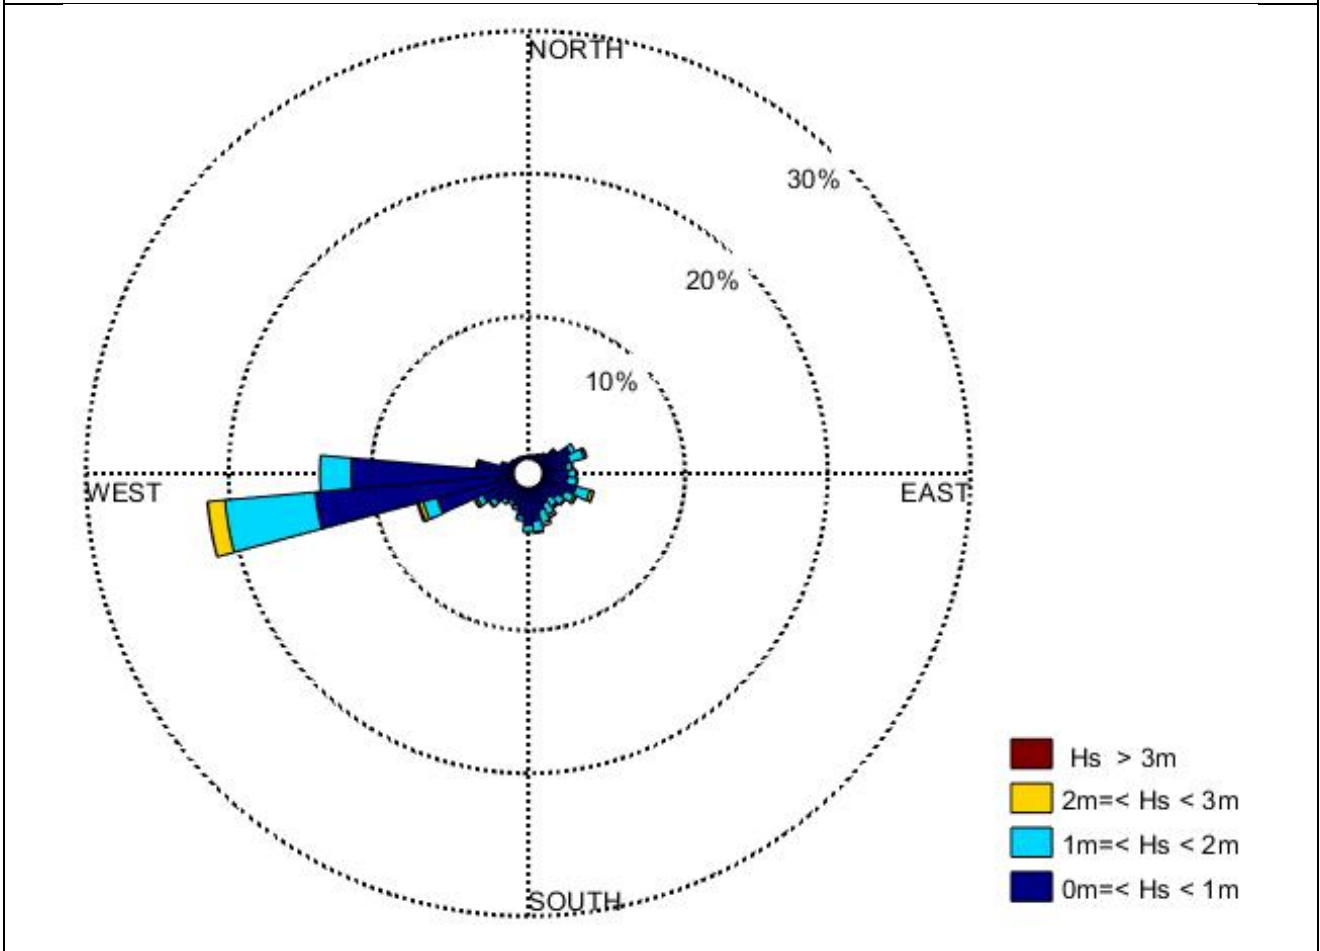 NORTH
30%
20%
10%
WEST
EAST
Hs > 3m
2m=< Hs < 3m
1m=< Hs < 2m
0m=< Hs < 1m
SOUTH